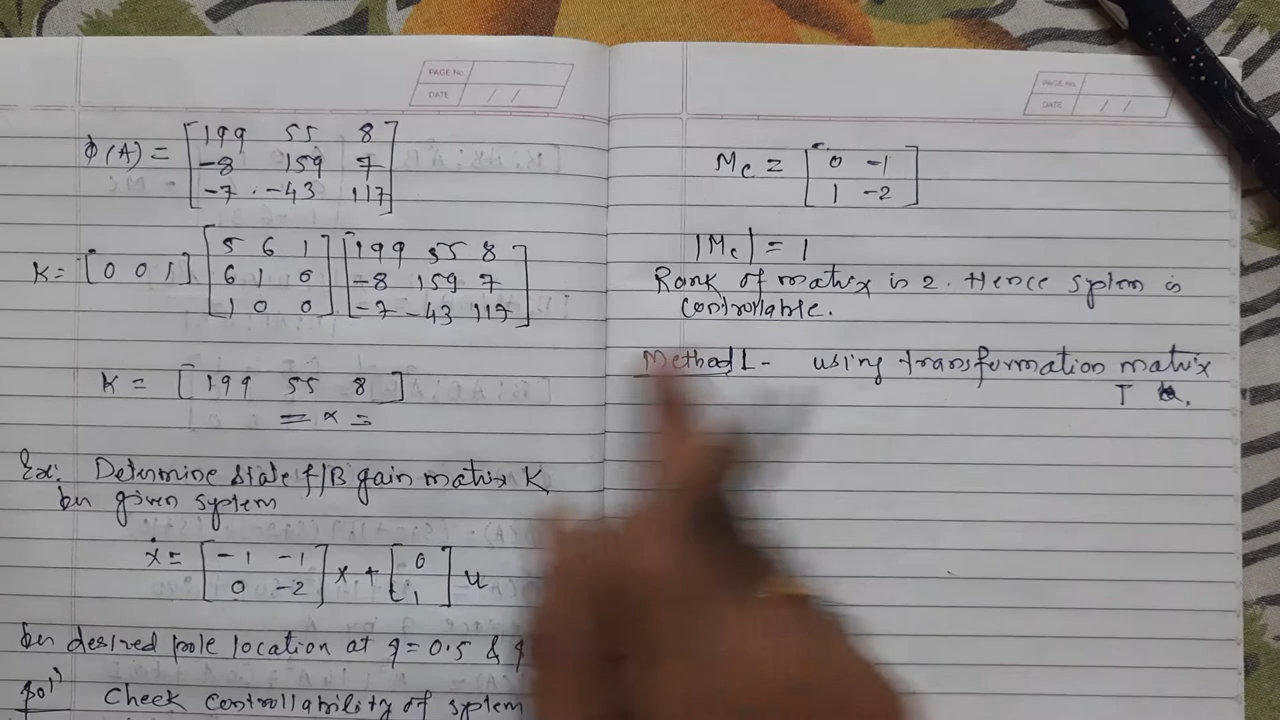 PAGE No.
DATE / /
Φ(A) = [199 55 8
-8 159 7
-7 -43 117]
K = [0 0 1] [5 6 1 [199 55 8
6 1 0 -8 159 7
1 0 0] -7 -43 117]
K = [199 55 8]
= x =
Ex: Determine state f/B gain matrix K
for given system
ẋ = [-1 -1 x + [0 u
0 -2] 1]
for desired pole location at = 0.5 &
Sol^n Check controllability of system
PAGE No.
DATE / /
Mc = [0 -1
1 -2]
|Mc| = 1
Rank of matrix is 2. Hence system is
controllable.
Method 1 - using transformation matrix
T